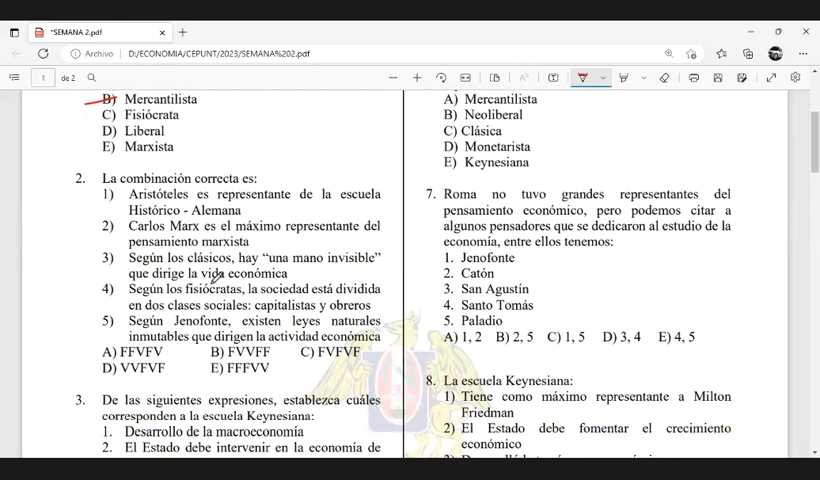 *SEMANA 2.pdf
Archivo D:/ECONOMIA/CEPUNT/2023/SEMANA%202.pdf
1 de 2
B) Mercantilista
C) Fisiócrata
D) Liberal
E) Marxista
2. La combinación correcta es:
1) Aristóteles es representante de la escuela
Histórico - Alemana
2) Carlos Marx es el máximo representante del
pensamiento marxista
3) Según los clásicos, hay “una mano invisible”
que dirige la vida económica
4) Según los fisiócratas, la sociedad está dividida
en dos clases sociales: capitalistas y obreros
5) Según Jenofonte, existen leyes naturales
inmutables que dirigen la actividad económica
A) FFVFV B) FVVFF C) FVFVF
D) VVFVF E) FFFVV
3. De las siguientes expresiones, establezca cuáles
corresponden a la escuela Keynesiana:
1. Desarrollo de la macroeconomía
2. El Estado debe intervenir en la economía de
A) Mercantilista
B) Neoliberal
C) Clásica
D) Monetarista
E) Keynesiana
7. Roma no tuvo grandes representantes del
pensamiento económico, pero podemos citar a
algunos pensadores que se dedicaron al estudio de la
economía, entre ellos tenemos:
1. Jenofonte
2. Catón
3. San Agustín
4. Santo Tomás
5. Paladio
A) 1, 2 B) 2, 5 C) 1, 5 D) 3, 4 E) 4, 5
8. La escuela Keynesiana:
1) Tiene como máximo representante a Milton
Friedman
2) El Estado debe fomentar el crecimiento
económico